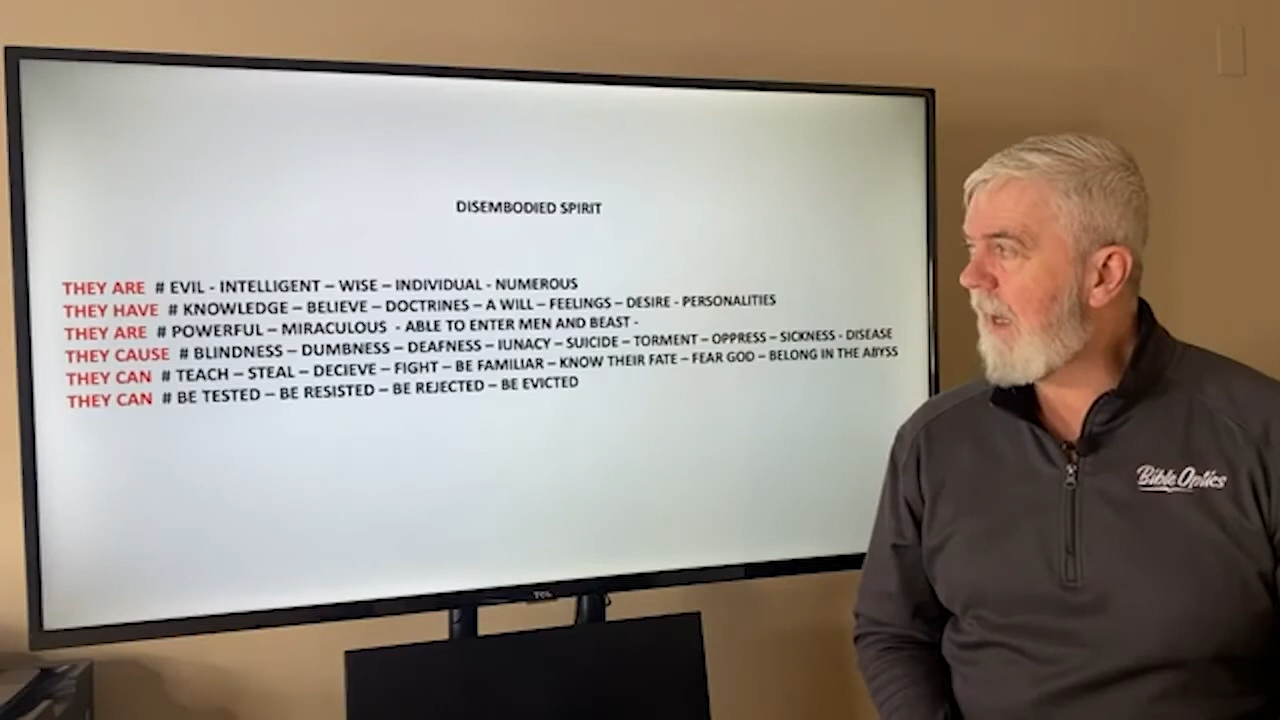 DISEMBODIED SPIRIT
THEY ARE # EVIL - INTELLIGENT – WISE – INDIVIDUAL - NUMEROUS
THEY HAVE # KNOWLEDGE – BELIEVE – DOCTRINES – A WILL – FEELINGS – DESIRE - PERSONALITIES
THEY ARE # POWERFUL – MIRACULOUS - ABLE TO ENTER MEN AND BEAST -
THEY CAUSE # BLINDNESS – DUMBNESS – DEAFNESS – IUNACY – SUICIDE – TORMENT – OPPRESS – SICKNESS - DISEASE
THEY CAN # TEACH – STEAL – DECIEVE – FIGHT – BE FAMILIAR – KNOW THEIR FATE – FEAR GOD – BELONG IN THE ABYSS
THEY CAN # BE TESTED – BE RESISTED – BE REJECTED – BE EVICTED
Bible Optics
TCL